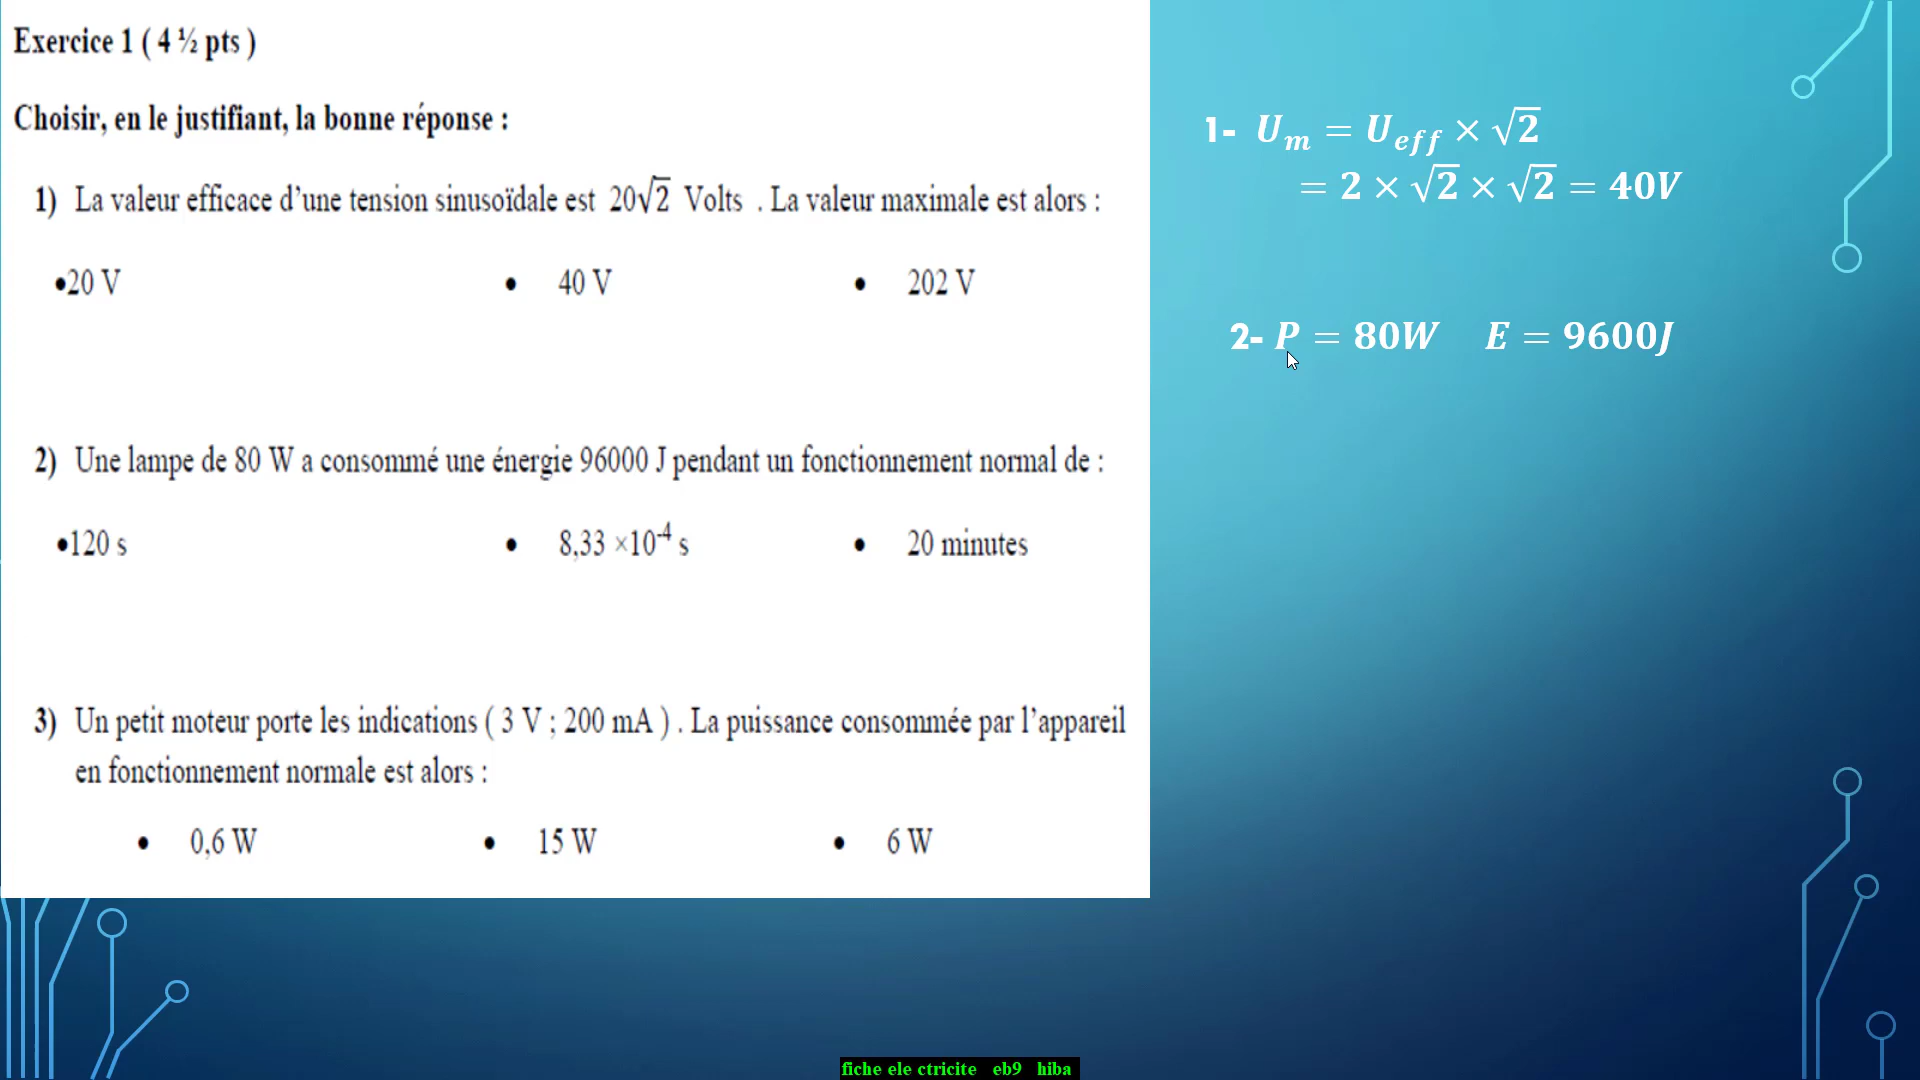 Exercice 1 ( 4 ½ pts )
Choisir, en le justifiant, la bonne réponse :
1) La valeur efficace d’une tension sinusoïdale est 20√2 Volts . La valeur maximale est alors :
•20 V • 40 V • 202 V
2) Une lampe de 80 W a consommé une énergie 96000 J pendant un fonctionnement normal de :
•120 s • 8,33 ×10⁻⁴ s • 20 minutes
3) Un petit moteur porte les indications ( 3 V ; 200 mA ) . La puissance consommée par l’appareil
en fonctionnement normale est alors :
• 0,6 W • 15 W • 6 W
1- Uₘ = U_eff × √2
= 2 × √2 × √2 = 40V
2- P = 80W E = 9600J
fiche ele ctricite eb9 hiba